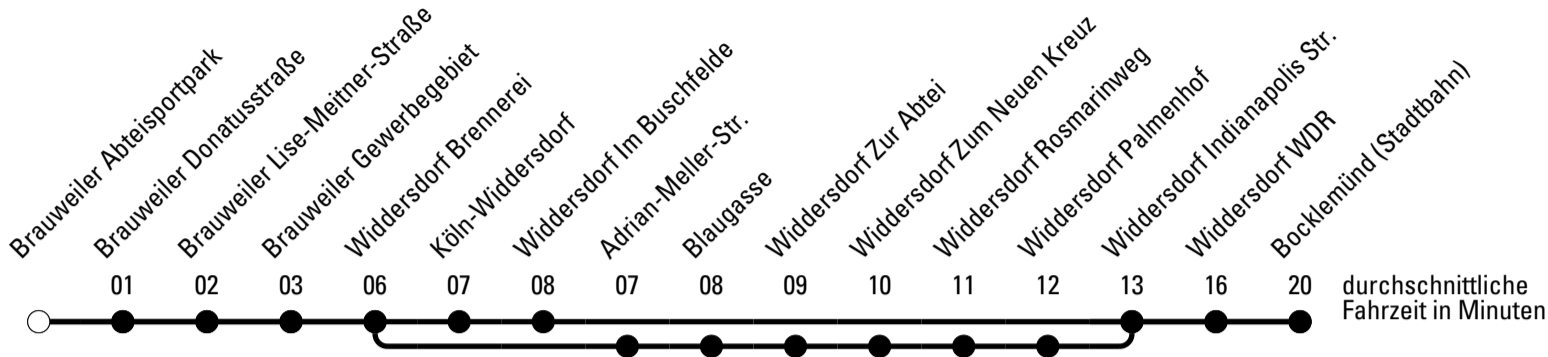 Brauweiler Abteisportpark
Brauweiler Donatusstraße
Brauweiler Lise-Meitner-Straße
Brauweiler Gewerbegebiet
Widdersdorf Brennerei
Köln-Widdersdorf
Widdersdorf Im Buschfelde
Adrian-Meller-Str.
Blaugasse
Widdersdorf Zur Abtei
Widdersdorf Zum Neuen Kreuz
Widdersdorf Rosmarinweg
Widdersdorf Palmenhof
Widdersdorf Indianapolis Str.
Widdersdorf WDR
Bocklemünd (Stadtbahn)
01 02 03 06 07 08 07 08 09 10 11 12 13 16 20 durchschnittliche
Fahrzeit in Minuten